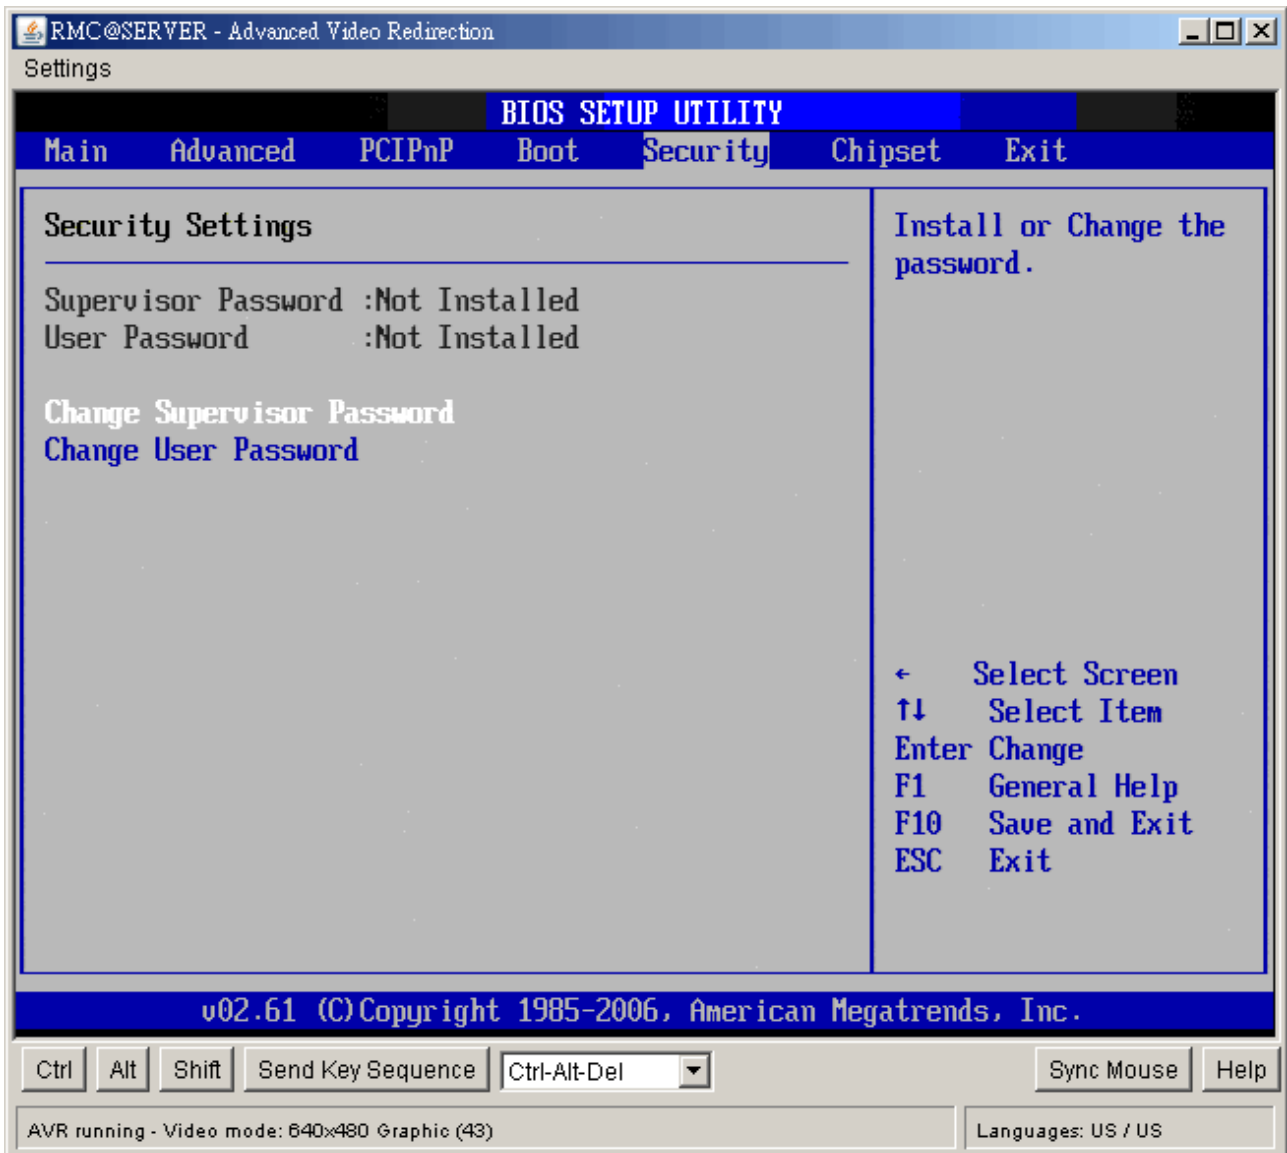 RMC@SERVER - Advanced Video Redirection
Settings
BIOS SETUP UTILITY
Main Advanced PCIPnP Boot Security Chipset Exit
Security Settings
Supervisor Password :Not Installed
User Password :Not Installed
Change Supervisor Password
Change User Password
Install or Change the
password.
← Select Screen
↑↓ Select Item
Enter Change
F1 General Help
F10 Save and Exit
ESC Exit
v02.61 (C)Copyright 1985-2006, American Megatrends, Inc.
Ctrl Alt Shift Send Key Sequence Ctrl-Alt-Del Sync Mouse Help
AVR running - Video mode: 640x480 Graphic (43) Languages: US / US